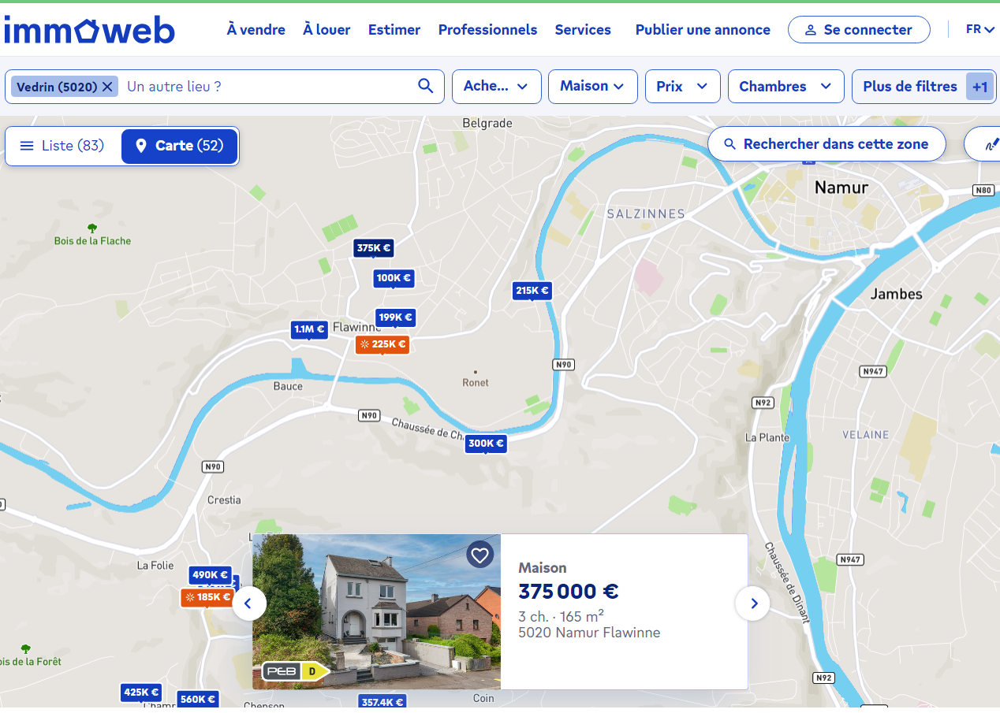 immoweb
À vendre À louer Estimer Professionnels Services Publier une annonce Se connecter FR
Vedrin (5020) Un autre lieu ? Ache... Maison Prix Chambres Plus de filtres +1
Belgrade
Liste (83) Carte (52) Rechercher dans cette zone
Namur
N80
SALZINNES
Bois de la Flache
375K €
100K €
215K €
Jambes
199K €
1.1M € Flawinne
225K €
N90
N947
Ronet
Bauce
N92
N90
Chaussée de Ch
La Plante VELAINE
300K €
N90
Crestia
Chaussée de Dinant
N947
La Folie
Maison
490K €
375 000 €
185K €
3 ch. · 165 m²
5020 Namur Flawinne
ois de la Forêt
PEB D
N92
425K €
560K €
Coin
357.4K €
Chenson